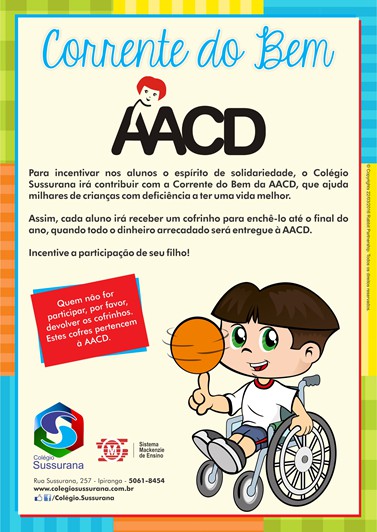 Corrente do Bem
AACD
Para incentivar nos alunos o espírito de solidariedade, o Colégio
Sussurana irá contribuir com a Corrente do Bem da AACD, que ajuda
milhares de crianças com deficiência a ter uma vida melhor.
Assim, cada aluno irá receber um cofrinho para enchê-lo até o final do
ano, quando todo o dinheiro arrecadado será entregue à AACD.
Incentive a participação de seu filho!
Quem não for
participar, por favor,
devolver os cofrinhos.
Estes cofres pertencem
à AACD.
Colégio
Sussurana
Sistema
Mackenzie
de Ensino
Rua Sussurana, 257 - Ipiranga - 5061-8454
www.colegiosussurana.com.br
/Colégio.Sussurana